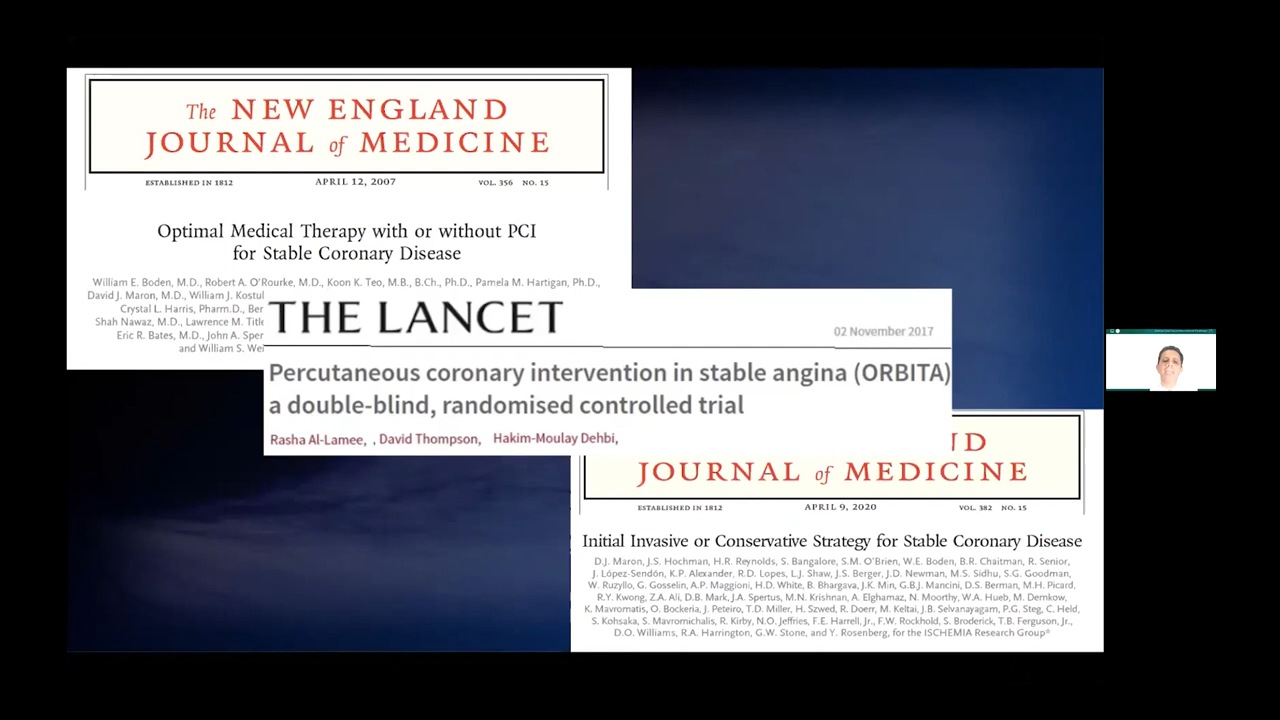 The NEW ENGLAND
JOURNAL of MEDICINE
ESTABLISHED IN 1812 APRIL 12, 2007 VOL. 356 NO. 15
Optimal Medical Therapy with or without PCI
for Stable Coronary Disease
William E. Boden, M.D., Robert A. O'Rourke, M.D., Koon K. Teo, M.B., B.Ch., Ph.D., Pamela M. Hartigan, Ph.D.,
David J. Maron, M.D., William J. Kostul
Crystal L. Harris, Pharm.D., Ber
Shah Nawaz, M.D., Lawrence M. Title
Eric R. Bates, M.D., John A. Sper
and William S. We
THE LANCET
02 November 2017
Percutaneous coronary intervention in stable angina (ORBITA)
a double-blind, randomised controlled trial
Rasha Al-Lamee, , David Thompson, Hakim-Moulay Dehbi,
ND
JOURNAL of MEDICINE
ESTABLISHED IN 1812 APRIL 9, 2020 VOL. 382 NO. 15
Initial Invasive or Conservative Strategy for Stable Coronary Disease
D.J. Maron, J.S. Hochman, H.R. Reynolds, S. Bangalore, S.M. O'Brien, W.E. Boden, B.R. Chaitman, R. Senior,
J. López-Sendón, K.P. Alexander, R.D. Lopes, L.J. Shaw, J.S. Berger, J.D. Newman, M.S. Sidhu, S.G. Goodman,
W. Ruzyllo, G. Gosselin, A.P. Maggioni, H.D. White, B. Bhargava, J.K. Min, G.B.J. Mancini, D.S. Berman, M.H. Picard,
R.Y. Kwong, Z.A. Ali, D.B. Mark, J.A. Spertus, M.N. Krishnan, A. Elghamaz, N. Moorthy, W.A. Hueb, M. Demkow,
K. Mavromatis, O. Bockeria, J. Peteiro, T.D. Miller, H. Szwed, R. Doerr, M. Keltai, J.B. Selvanayagam, P.G. Steg, C. Held,
S. Kohsaka, S. Mavromichalis, R. Kirby, N.O. Jeffries, F.E. Harrell, Jr., F.W. Rockhold, S. Broderick, T.B. Ferguson, Jr.,
D.O. Williams, R.A. Harrington, G.W. Stone, and Y. Rosenberg, for the ISCHEMIA Research Group*